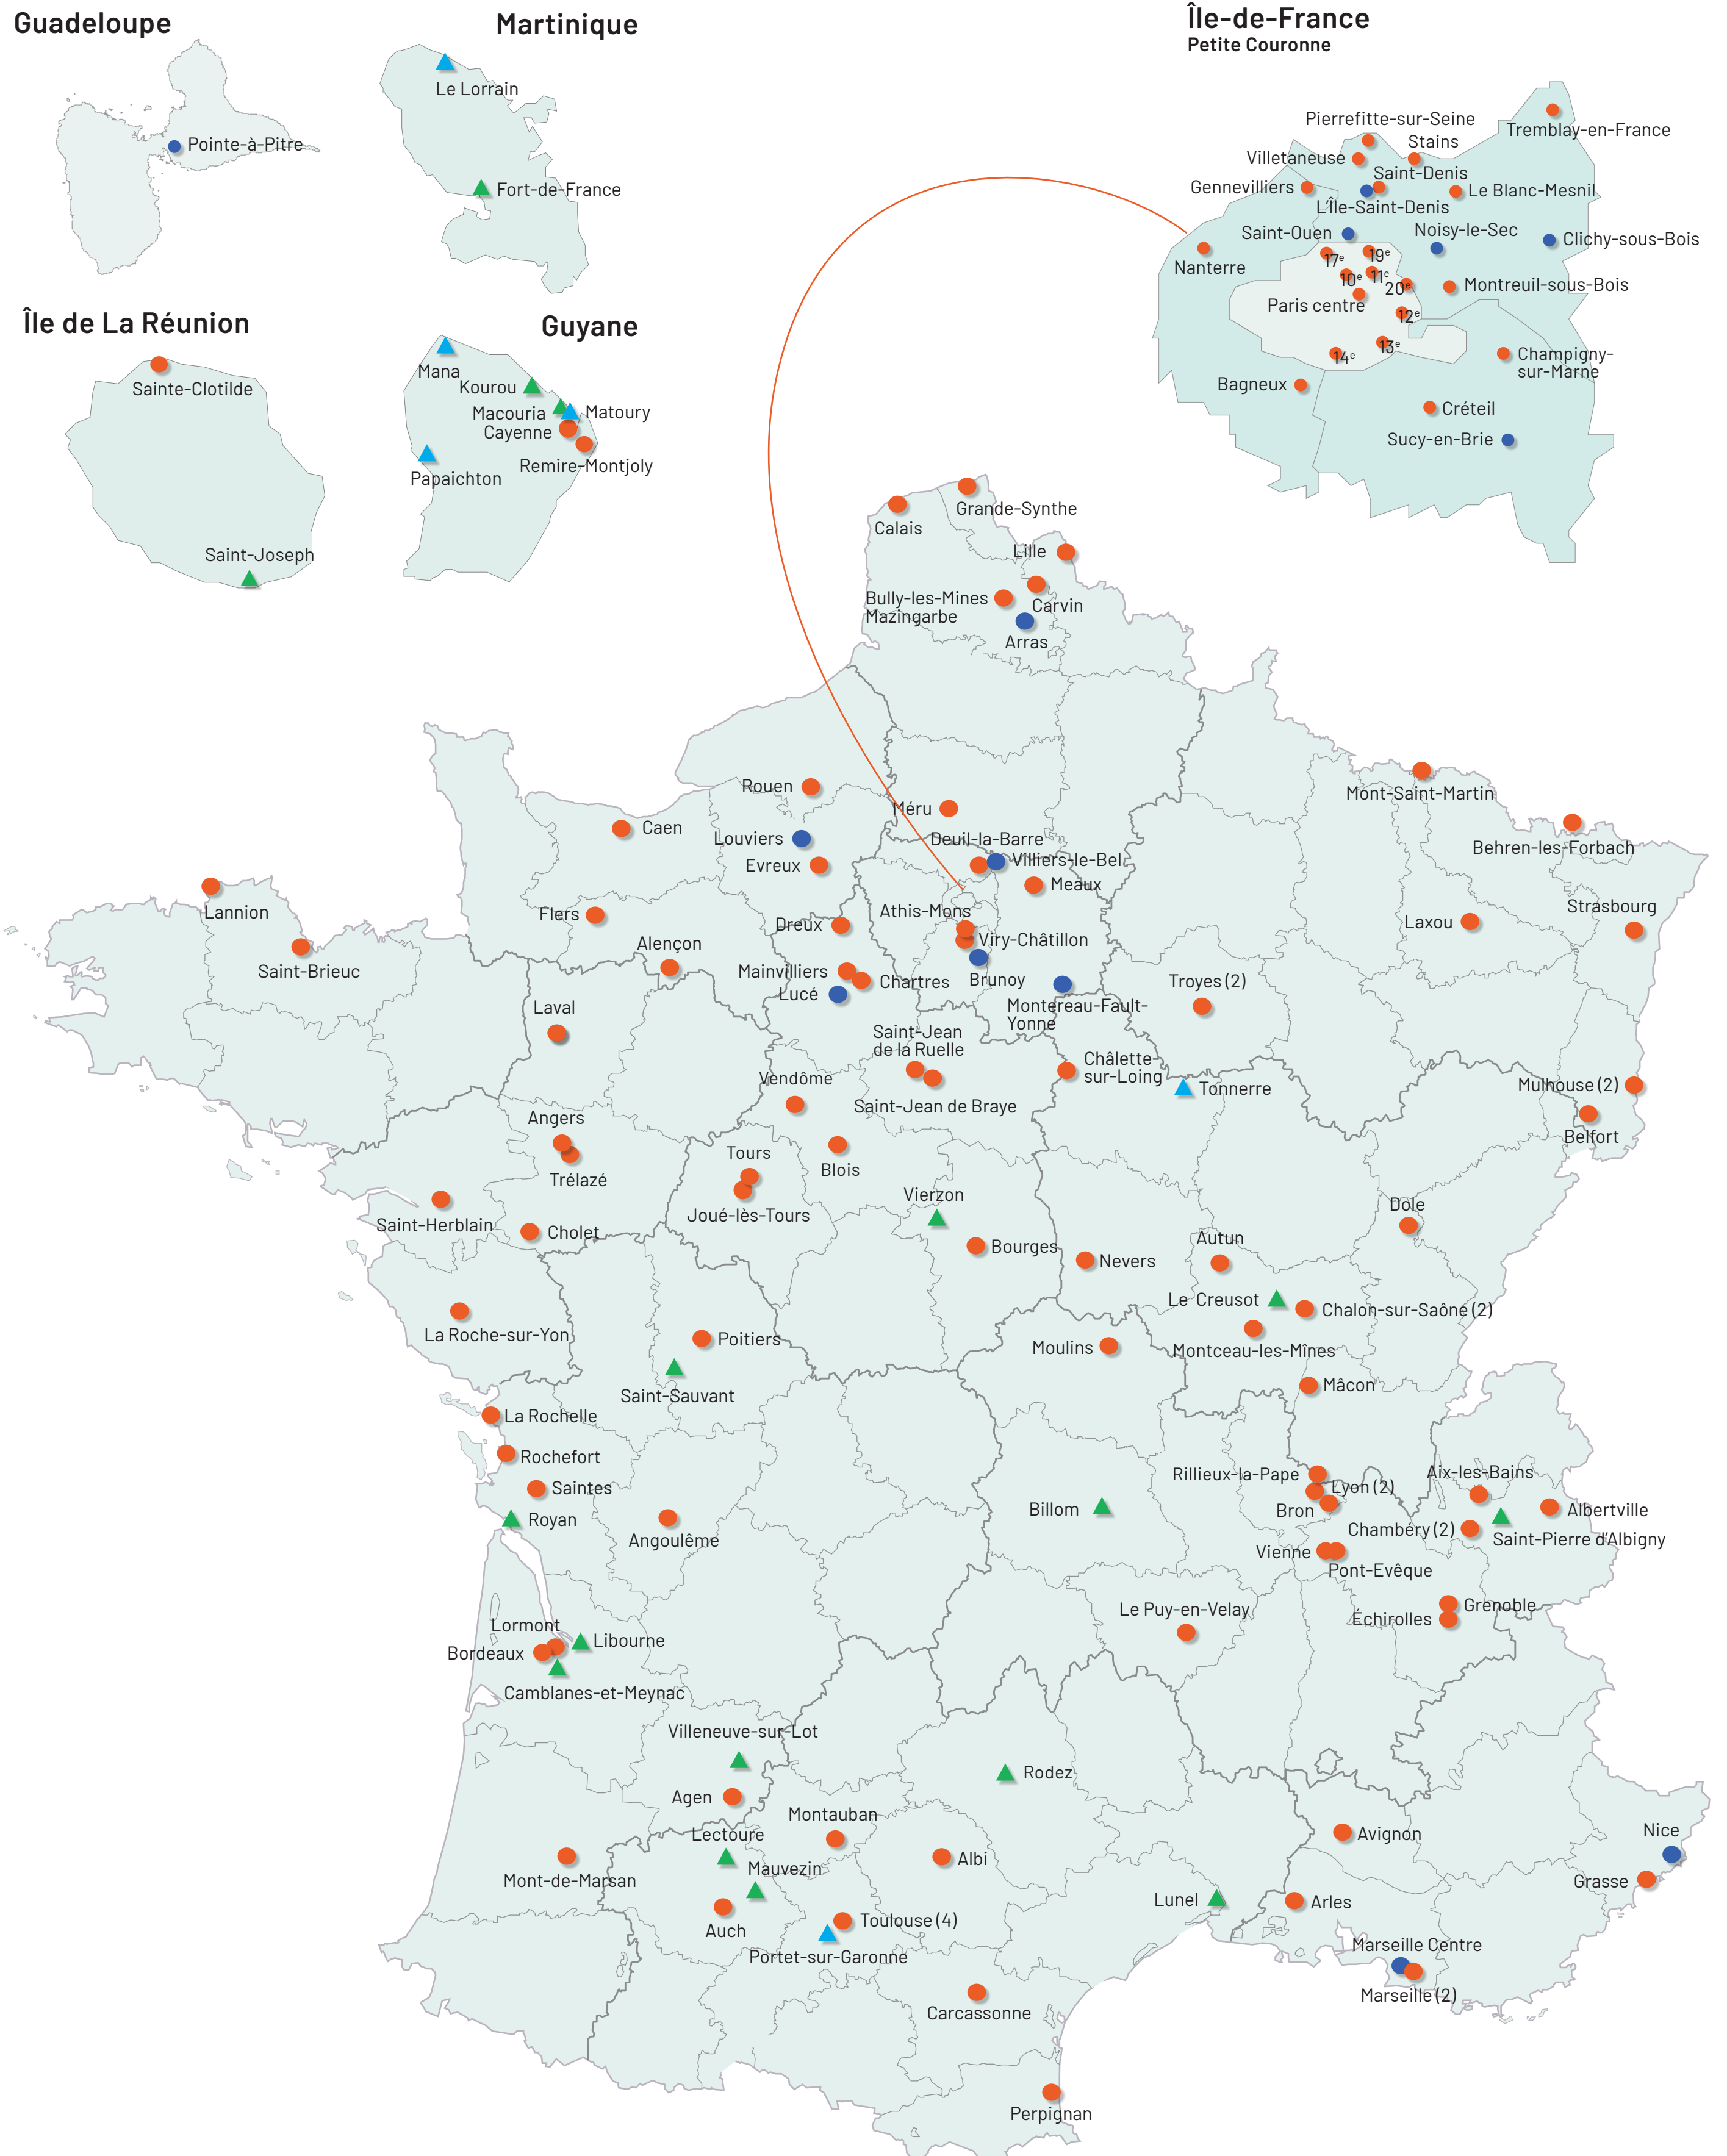 Guadeloupe
Pointe-à-Pitre
Martinique
Le Lorrain
Fort-de-France
Île-de-France
Petite Couronne
Pierrefitte-sur-Seine
Tremblay-en-France
Stains
Villetaneuse
Saint-Denis
Gennevilliers
Le Blanc-Mesnil
L'Île-Saint-Denis
Saint-Ouen
Noisy-le-Sec
Clichy-sous-Bois
Nanterre
17e
19e
10e
11e
20e
Montreuil-sous-Bois
Paris centre
12e
13e
14e
Champigny-
sur-Marne
Bagneux
Créteil
Sucy-en-Brie
Île de La Réunion
Sainte-Clotilde
Saint-Joseph
Guyane
Mana
Kourou
Macouria
Matoury
Cayenne
Remire-Montjoly
Papaichton
Grande-Synthe
Calais
Lille
Bully-les-Mines
Mazingarbe
Carvin
Arras
Rouen
Méru
Mont-Saint-Martin
Caen
Louviers
Deuil-la-Barre
Behren-les-Forbach
Evreux
Villiers-le-Bel
Meaux
Lannion
Flers
Dreux
Athis-Mons
Laxou
Strasbourg
Alençon
Viry-Châtillon
Saint-Brieuc
Mainvilliers
Chartres
Brunoy
Troyes (2)
Lucé
Laval
Montereau-Fault-
Yonne
Saint-Jean
de la Ruelle
Châlette-
sur-Loing
Vendôme
Tonnerre
Mulhouse (2)
Saint-Jean de Braye
Angers
Belfort
Tours
Blois
Trélazé
Vierzon
Dole
Joué-lès-Tours
Saint-Herblain
Cholet
Bourges
Autun
Nevers
Le Creusot
Chalon-sur-Saône (2)
La Roche-sur-Yon
Poitiers
Moulins
Montceau-les-Mînes
Saint-Sauvant
Mâcon
La Rochelle
Rochefort
Rillieux-la-Pape
Aix-les-Bains
Saintes
Lyon (2)
Billom
Bron
Albertville
Royan
Angoulême
Chambéry (2)
Saint-Pierre d'Albigny
Vienne
Pont-Evêque
Grenoble
Le Puy-en-Velay
Échirolles
Lormont
Libourne
Bordeaux
Camblanes-et-Meynac
Villeneuve-sur-Lot
Rodez
Agen
Montauban
Lectoure
Avignon
Nice
Mauvezin
Albi
Mont-de-Marsan
Grasse
Lunel
Arles
Auch
Toulouse (4)
Portet-sur-Garonne
Marseille Centre
Marseille (2)
Carcassonne
Perpignan